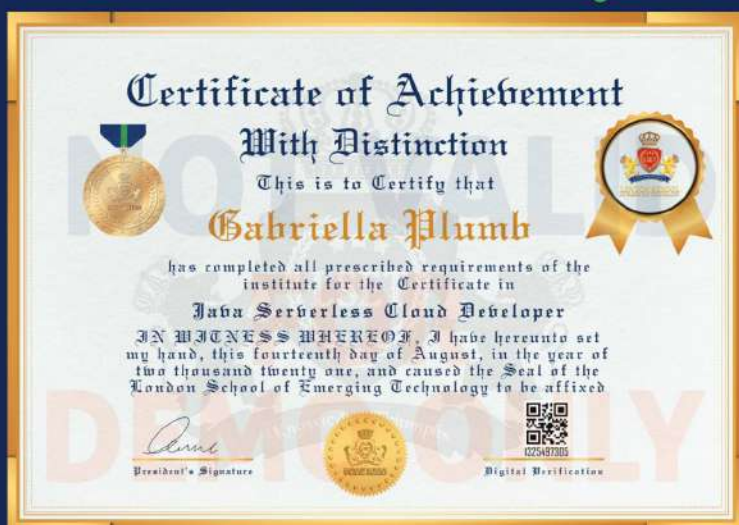 Certificate of Achievement
With Distinction
This is to Certify that
Gabriella Plumb
has completed all prescribed requirements of the
institute for the Certificate in
Java Serverless Cloud Developer
IN WITNESS WHEREOF, I have hereunto set
my hand, this fourteenth day of August, in the year of
two thousand twenty one, and caused the Seal of the
London School of Emerging Technology to be affixed
NOT VALID
DEMO ONLY
1325497305
President's Signature
Digital Verification